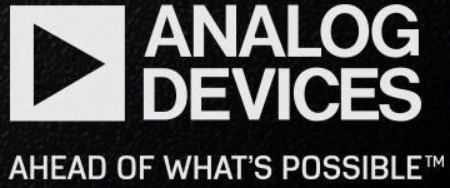 ANALOG
DEVICES
AHEAD OF WHAT'S POSSIBLE™